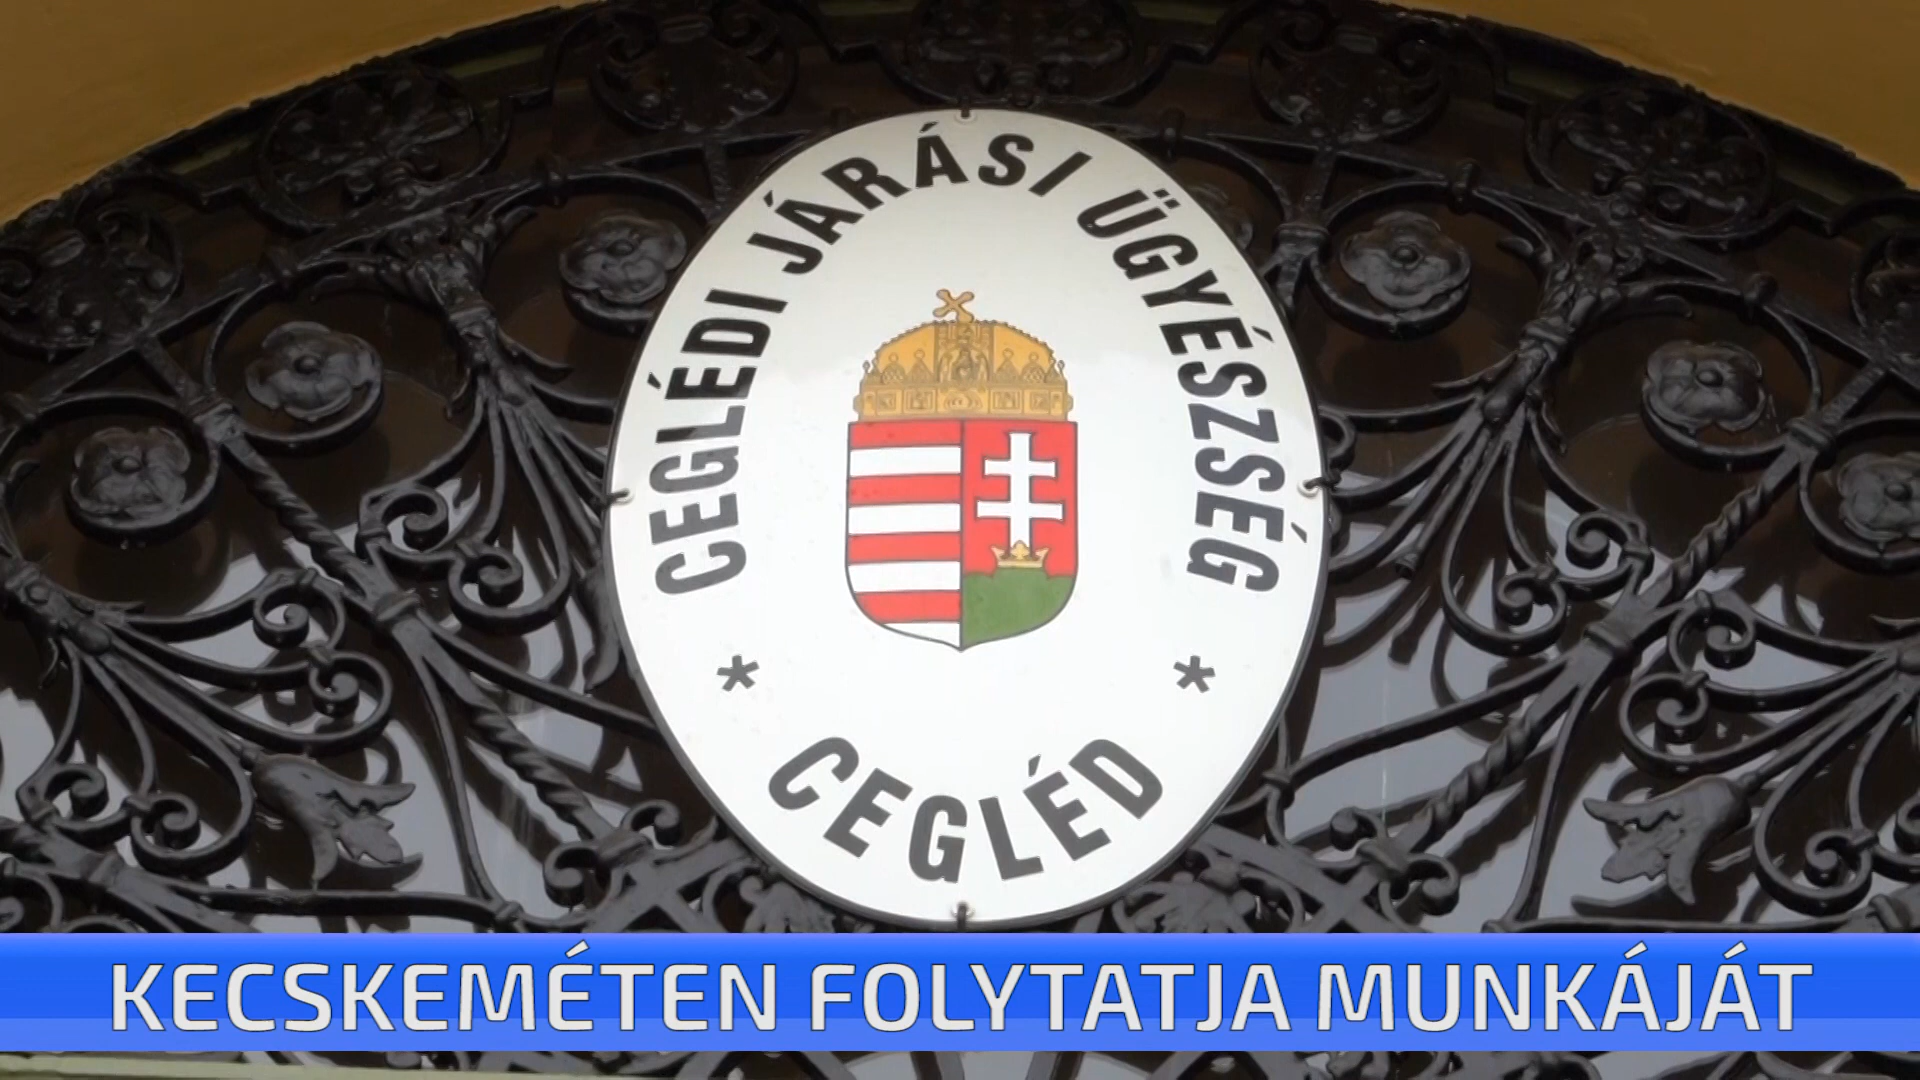 CEGLÉDI JÁRÁSI ÜGYÉSZSÉG
* CEGLÉD *
KECSKEMÉTEN FOLYTATJA MUNKÁJÁT